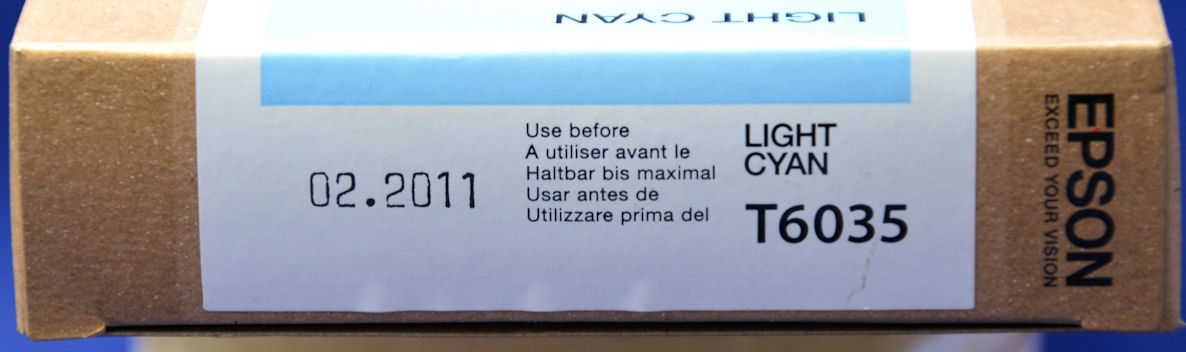 LIGHT CYAN
02.2011
Use before
A utiliser avant le
Haltbar bis maximal
Usar antes de
Utilizzare prima del
LIGHT
CYAN
T6035
EPSON
EXCEED YOUR VISION